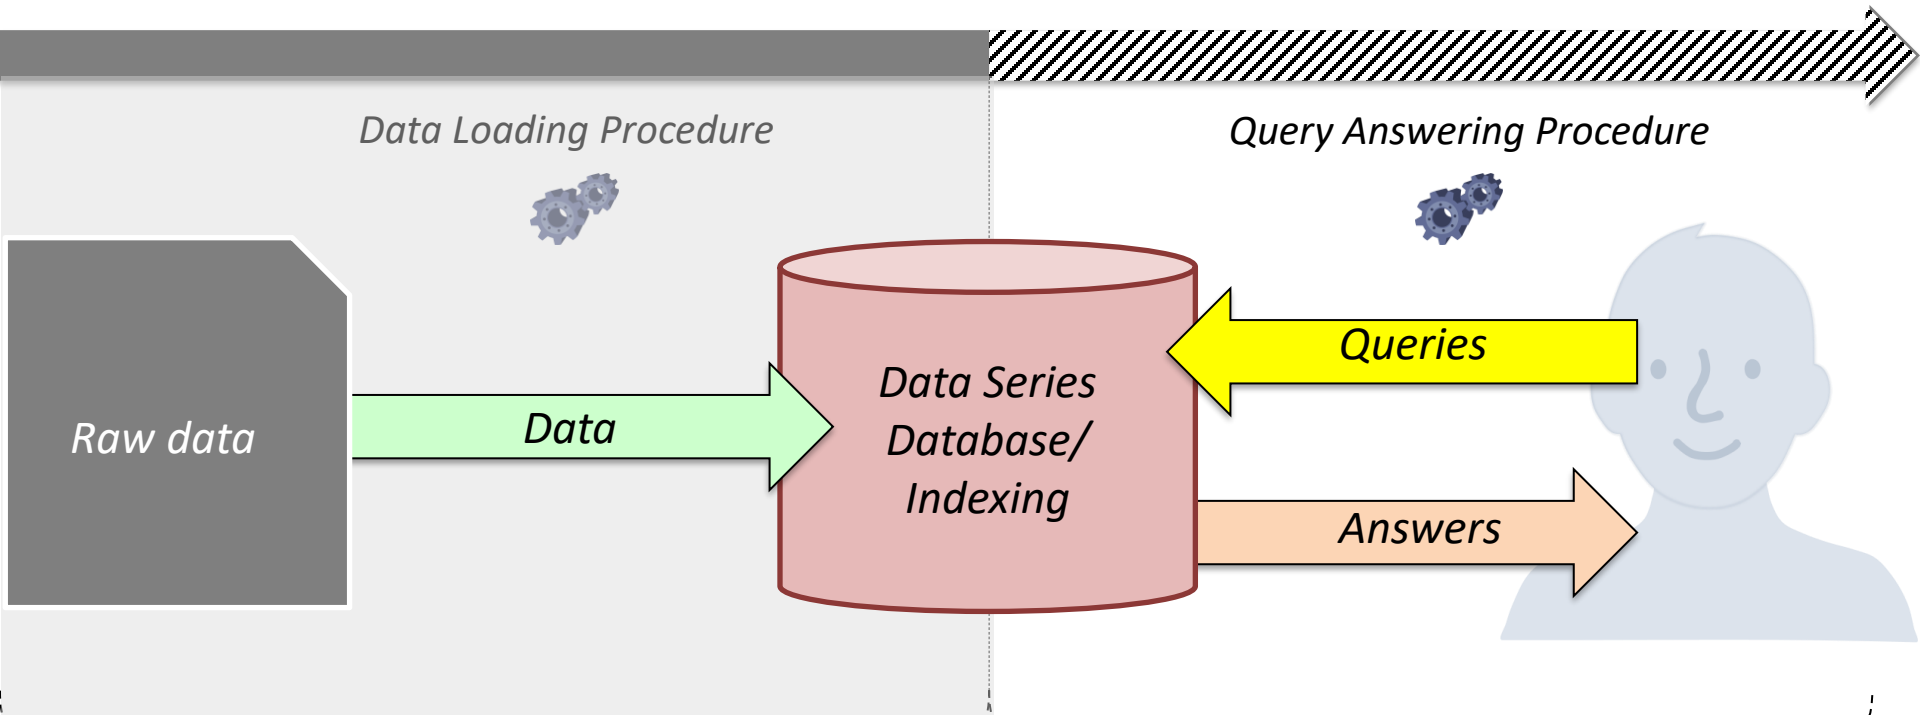 Data Loading Procedure
Query Answering Procedure
Raw data
Data
Data Series
Database/
Indexing
Queries
Answers